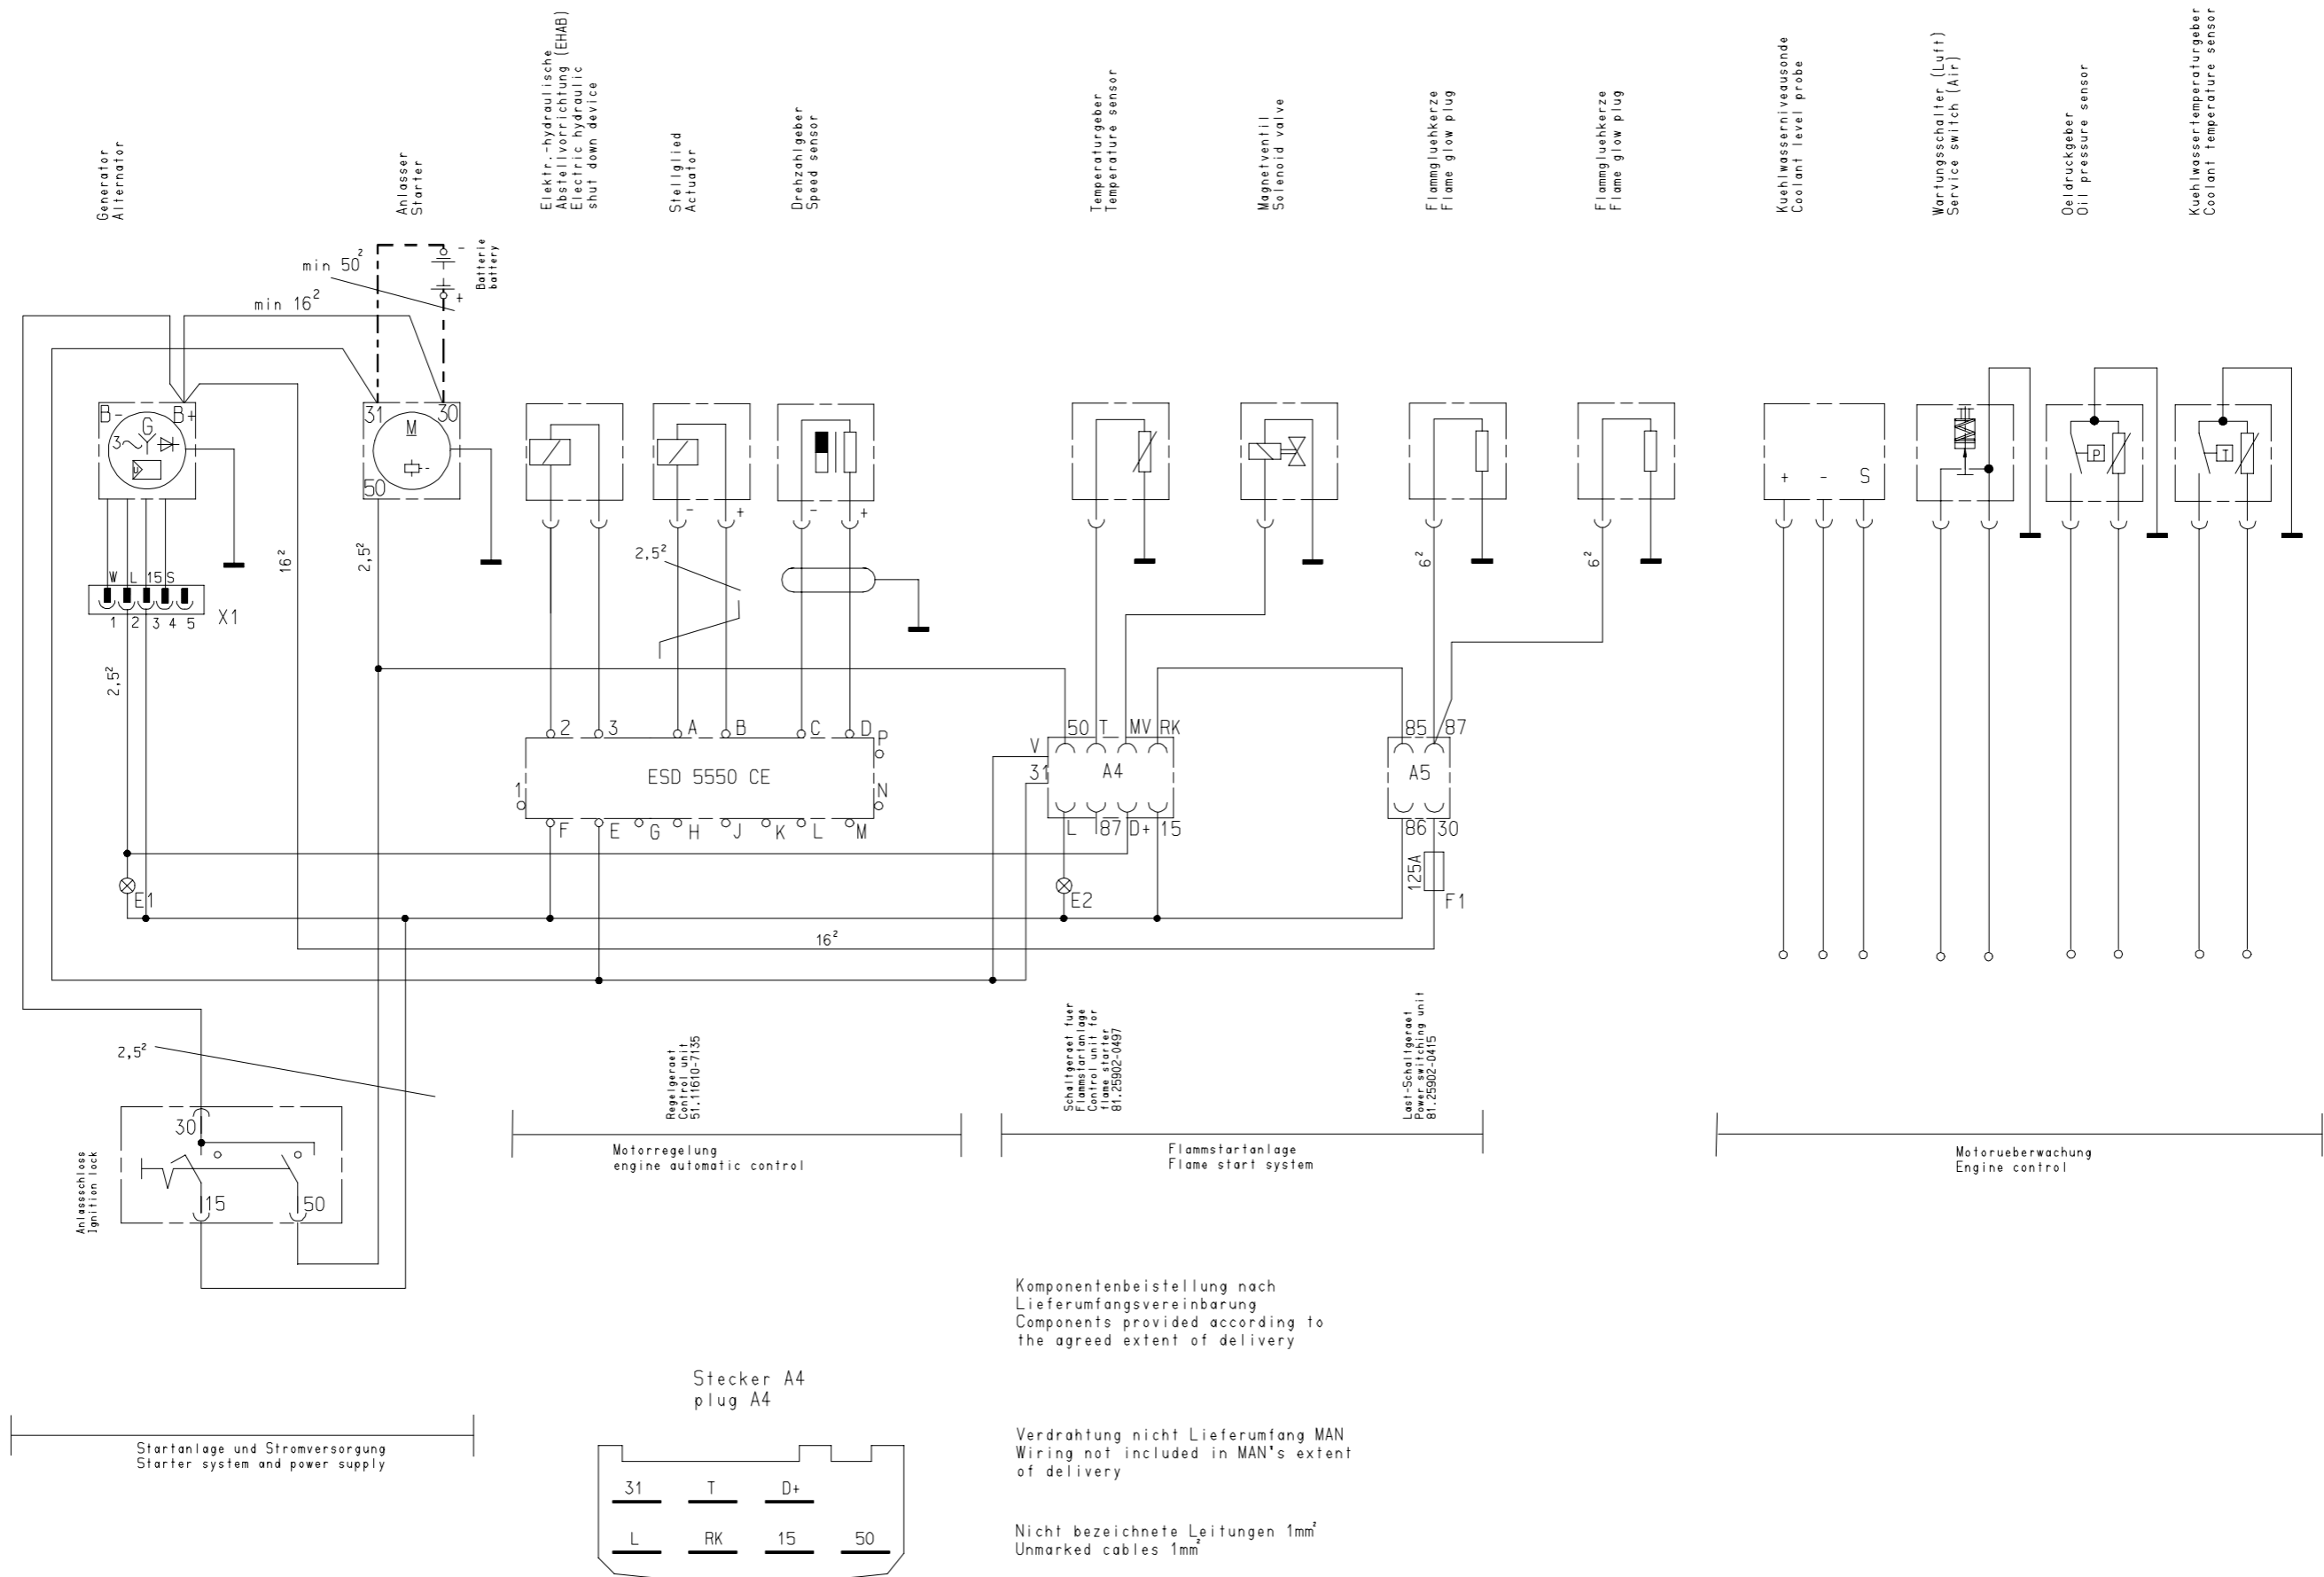 Generator
Alternator
Anlasser
Starter
Elektr.-hydraulische
Abstellvorrichtung (EHAB)
Electric hydraulic
shut down device
Stellglied
Actuator
Drehzahlgeber
Speed sensor
Temperaturgeber
Temperature sensor
Magnetventil
Solenoid valve
Flammgluehkerze
Flame glow plug
Flammgluehkerze
Flame glow plug
Kuehlwasserniveausonde
Coolant level probe
Wartungsschalter (Luft)
Service switch (Air)
Oeldruckgeber
Oil pressure sensor
Kuehlwassertemperaturgeber
Coolant temperature sensor
min 50²
-
+
Batterie
battery
min 16²
B- B+
G
3
U
31 30
M
50
- +
- +
+ - S
P
T
W L 15 S
1 2 3 4 5
X1
16²
2,5²
2,5²
6²
6²
2,5²
2 3 A B C D P
ESD 5550 CE
1 N
F E G H J K L M
50 T MV RK
V
31
A4
L 87 D+ 15
85 87
A5
86 30
125A
F1
E1
E2
16²
2,5²
30
15 50
Anlassschloss
Ignition lock
Regelgeraet
Control unit
51.11610-7135
Schaltgeraet fuer
Flammstartanlage
Control unit for
flame starter
81.25902-0497
Last-Schaltgeraet
Power switching unit
81.25902-0415
Motorregelung
engine automatic control
Flammstartanlage
Flame start system
Motorueberwachung
Engine control
Startanlage und Stromversorgung
Starter system and power supply
Komponentenbeistellung nach
Lieferumfangsvereinbarung
Components provided according to
the agreed extent of delivery
Stecker A4
plug A4
31 T D+
L RK 15 50
Verdrahtung nicht Lieferumfang MAN
Wiring not included in MAN's extent
of delivery
Nicht bezeichnete Leitungen 1mm²
Unmarked cables 1mm²